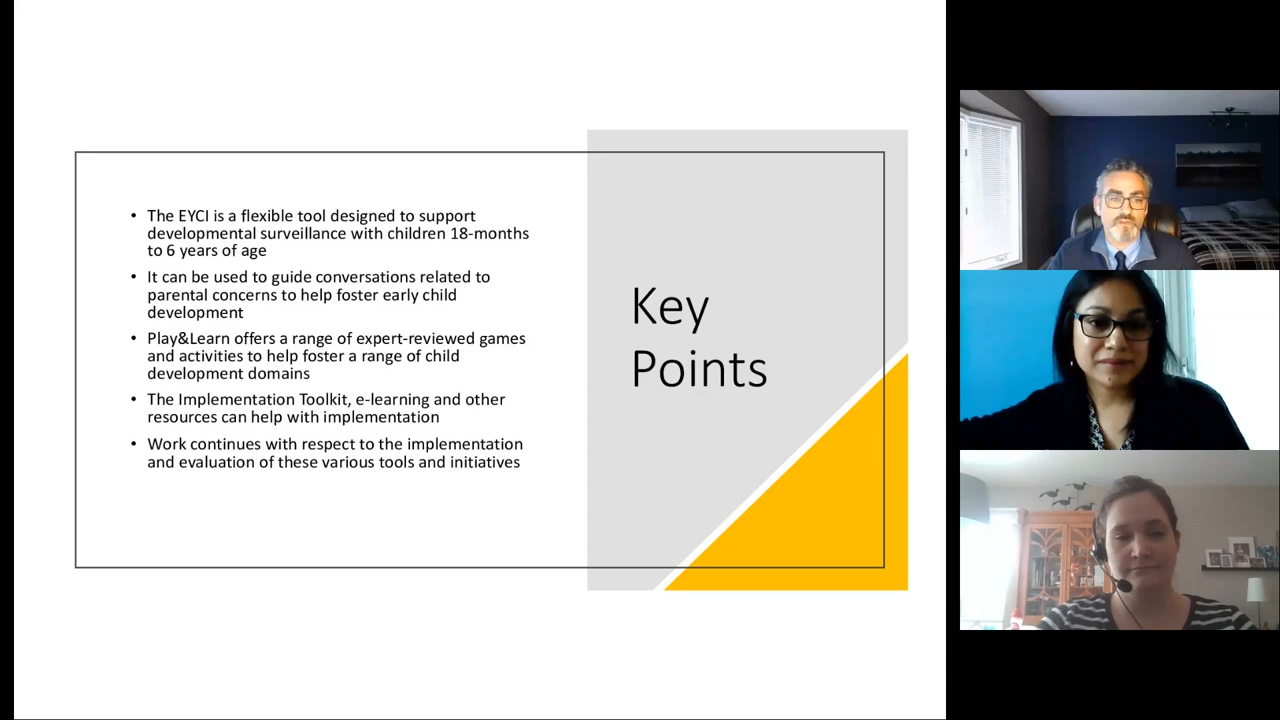 • The EYCI is a flexible tool designed to support
developmental surveillance with children 18-months
to 6 years of age
• It can be used to guide conversations related to
parental concerns to help foster early child
development
• Play&Learn offers a range of expert-reviewed games
and activities to help foster a range of child
development domains
• The Implementation Toolkit, e-learning and other
resources can help with implementation
• Work continues with respect to the implementation
and evaluation of these various tools and initiatives
Key
Points